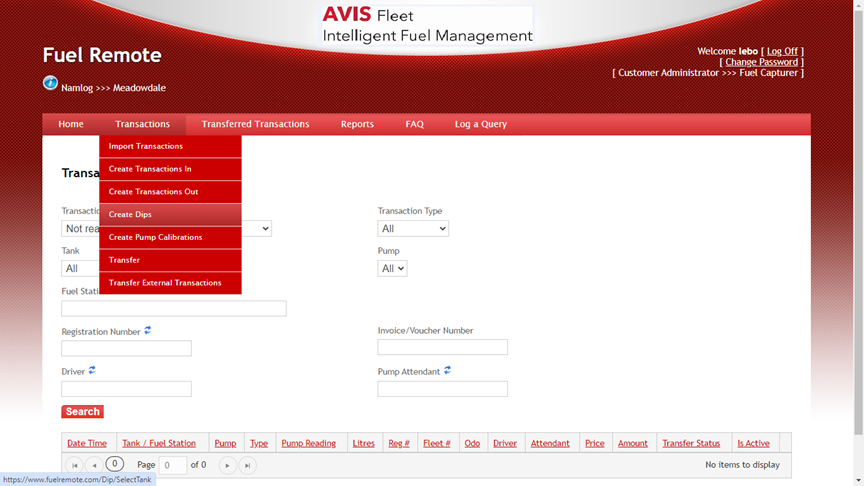 AVIS Fleet
Intelligent Fuel Management
Fuel Remote
Welcome lebo [ Log Off ]
[ Change Password ]
[ Customer Administrator >>> Fuel Capturer ]
Namlog >>> Meadowdale
Home Transactions Transferred Transactions Reports FAQ Log a Query
Import Transactions
Create Transactions In
Create Transactions Out
Create Dips
Create Pump Calibrations
Transfer
Transfer External Transactions
Transa
Transactio Transaction Type
Not rea All
Tank Pump
All All
Fuel Stati
Registration Number Invoice/Voucher Number
Driver Pump Attendant
Search
Date Time Tank / Fuel Station Pump Type Pump Reading Litres Reg # Fleet # Odo Driver Attendant Price Amount Transfer Status Is Active
0 Page 0 of 0 No items to display
https://www.fuelremote.com/Dip/SelectTank